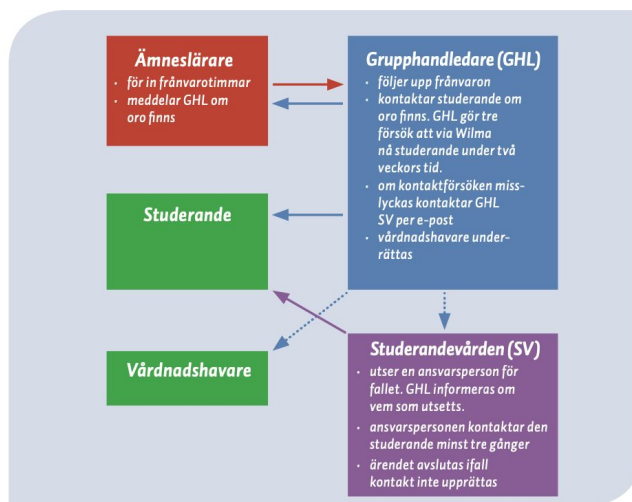 Ämneslärare
· för in frånvarotimmar
· meddelar GHL om
oro finns
Grupphandledare (GHL)
· följer upp frånvaron
· kontaktar studerande om
oro finns. GHL gör tre
försök att via Wilma
nå studerande under två
veckors tid.
· om kontaktförsöken miss-
lyckas kontaktar GHL
SV per e-post
· vårdnadshavare under-
rättas
Studerande
Vårdnadshavare
Studerandevården (SV)
· utser en ansvarsperson för
fallet. GHL informeras om
vem som utsetts.
· ansvarspersonen kontaktar den
studerande minst tre gånger
· ärendet avslutas ifall
kontakt inte upprättas